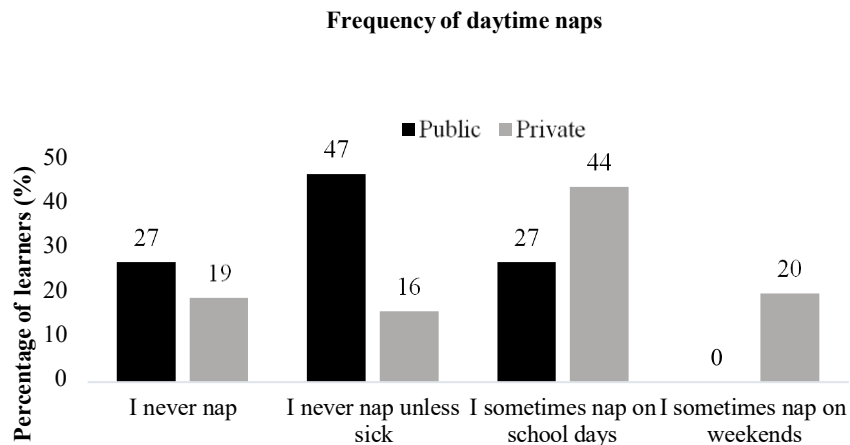 Frequency of daytime naps
Public Private
Percentage of learners (%)
50
40
30
20
10
0
27
19
47
16
27
44
0
20
I never nap
I never nap unless
sick
I sometimes nap on
school days
I sometimes nap on
weekends